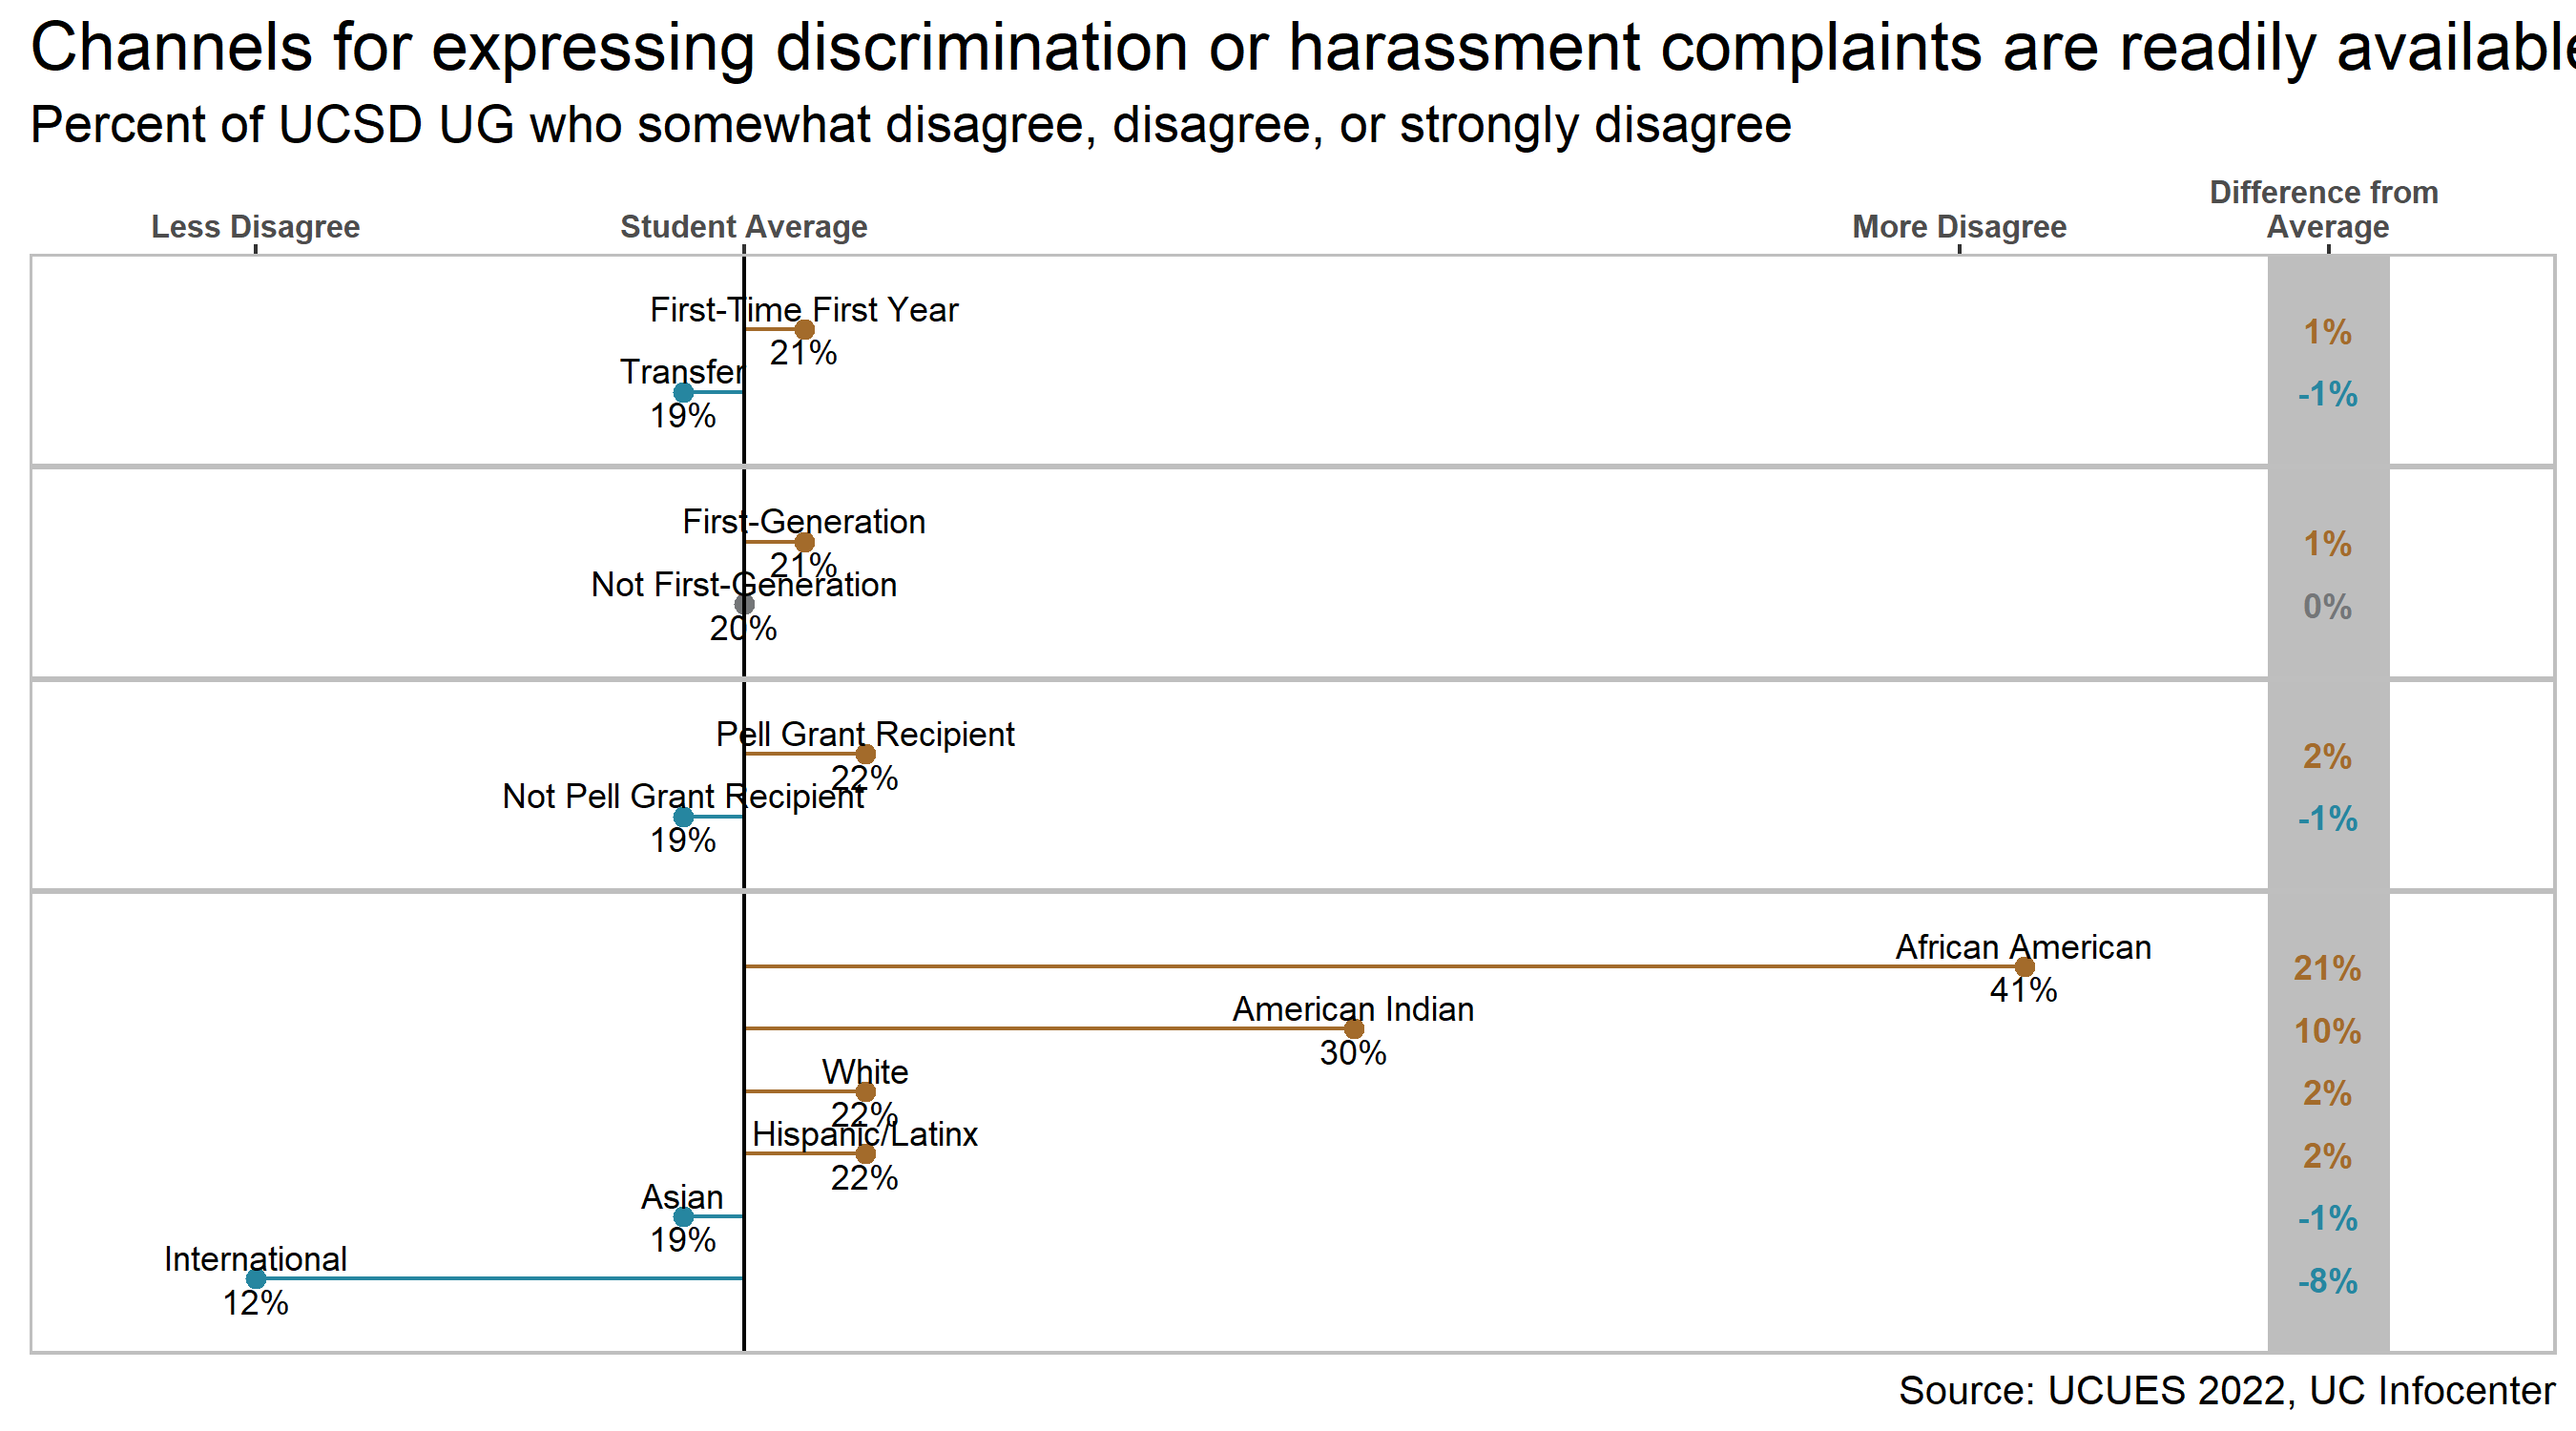 Channels for expressing discrimination or harassment complaints are readily available
Percent of UCSD UG who somewhat disagree, disagree, or strongly disagree
Difference from
Less Disagree Student Average More Disagree Average
First-Time First Year
1%
21%
Transfer
-1%
19%
First-Generation
1%
21%
Not First-Generation
0%
20%
Pell Grant Recipient
2%
22%
Not Pell Grant Recipient
-1%
19%
African American
21%
41%
American Indian
10%
30%
White
2%
22%
Hispanic/Latinx
2%
22%
Asian
-1%
19%
International
-8%
12%
Source: UCUES 2022, UC Infocenter